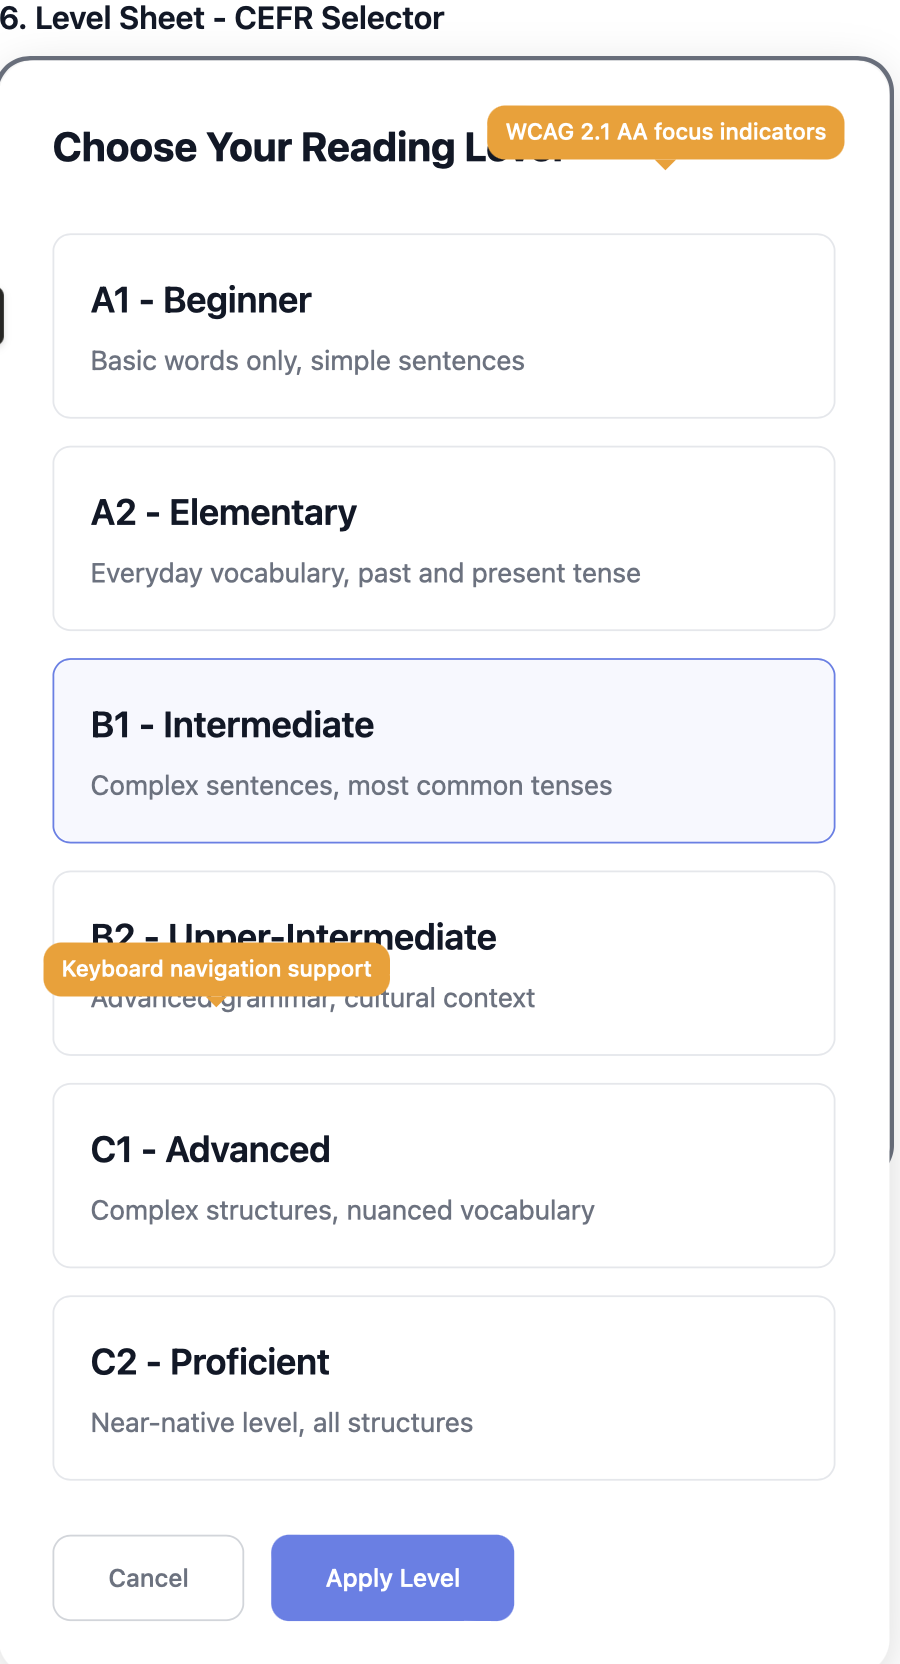 6. Level Sheet - CEFR Selector
Choose Your Reading
WCAG 2.1 AA focus indicators
A1 - Beginner
Basic words only, simple sentences
A2 - Elementary
Everyday vocabulary, past and present tense
B1 - Intermediate
Complex sentences, most common tenses
B2 - Upper-Intermediate
Keyboard navigation support
Advanced grammar, cultural context
C1 - Advanced
Complex structures, nuanced vocabulary
C2 - Proficient
Near-native level, all structures
Cancel
Apply Level